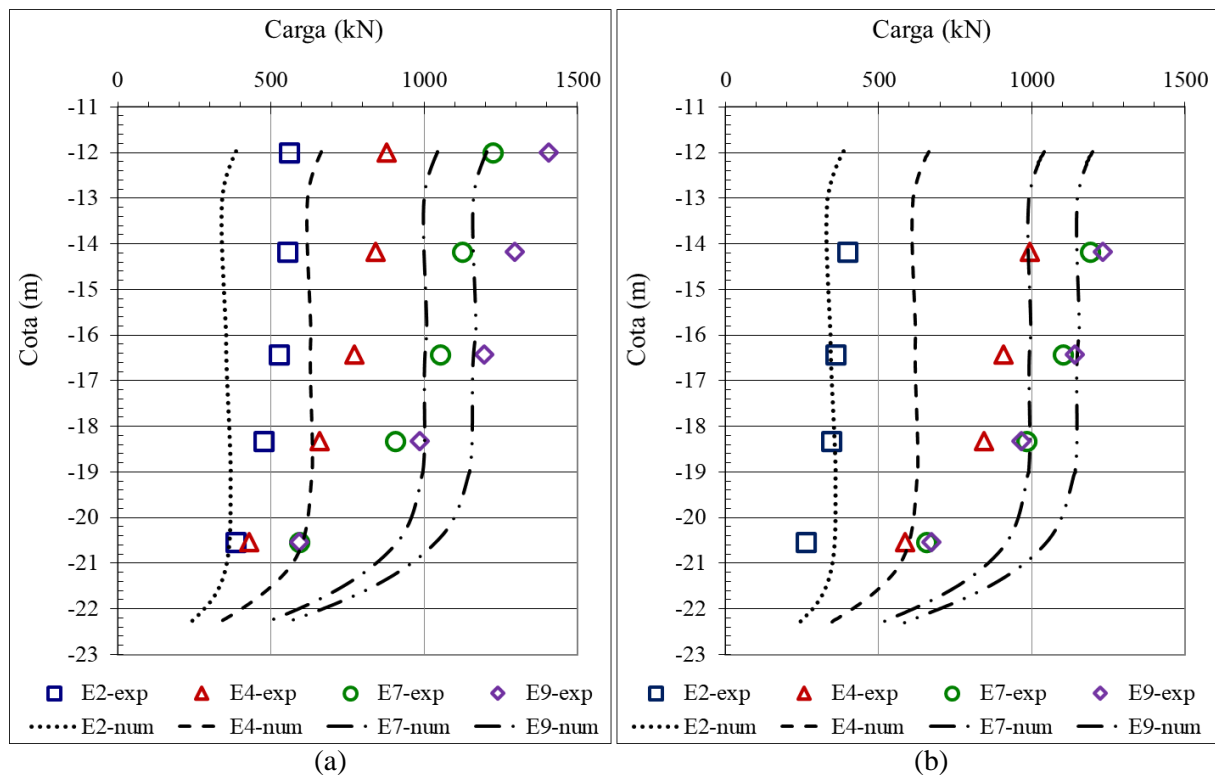 Carga (kN)
0 500 1000 1500
-11
-12
-13
-14
-15
-16
-17
-18
-19
-20
-21
-22
-23
Cota (m)
E2-exp E4-exp E7-exp E9-exp
E2-num E4-num E7-num E9-num
(a)
Carga (kN)
0 500 1000 1500
-11
-12
-13
-14
-15
-16
-17
-18
-19
-20
-21
-22
-23
Cota (m)
E2-exp E4-exp E7-exp E9-exp
E2-num E4-num E7-num E9-num
(b)